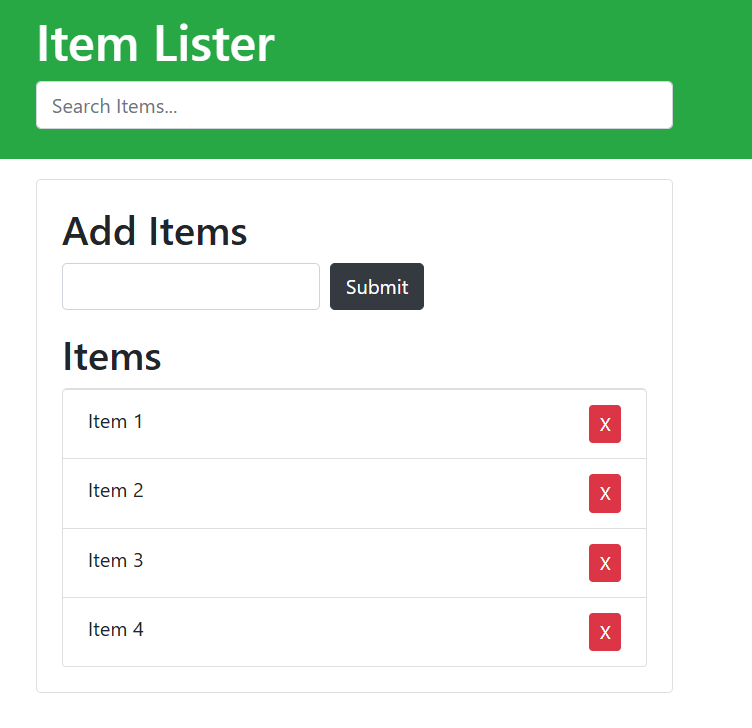 Item Lister
Search Items...
Add Items
Submit
Items
Item 1 X
Item 2 X
Item 3 X
Item 4 X